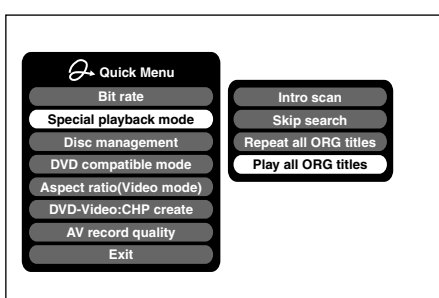 Quick Menu
Bit rate
Special playback mode
Disc management
DVD compatible mode
Aspect ratio(Video mode)
DVD-Video:CHP create
AV record quality
Exit
Intro scan
Skip search
Repeat all ORG titles
Play all ORG titles